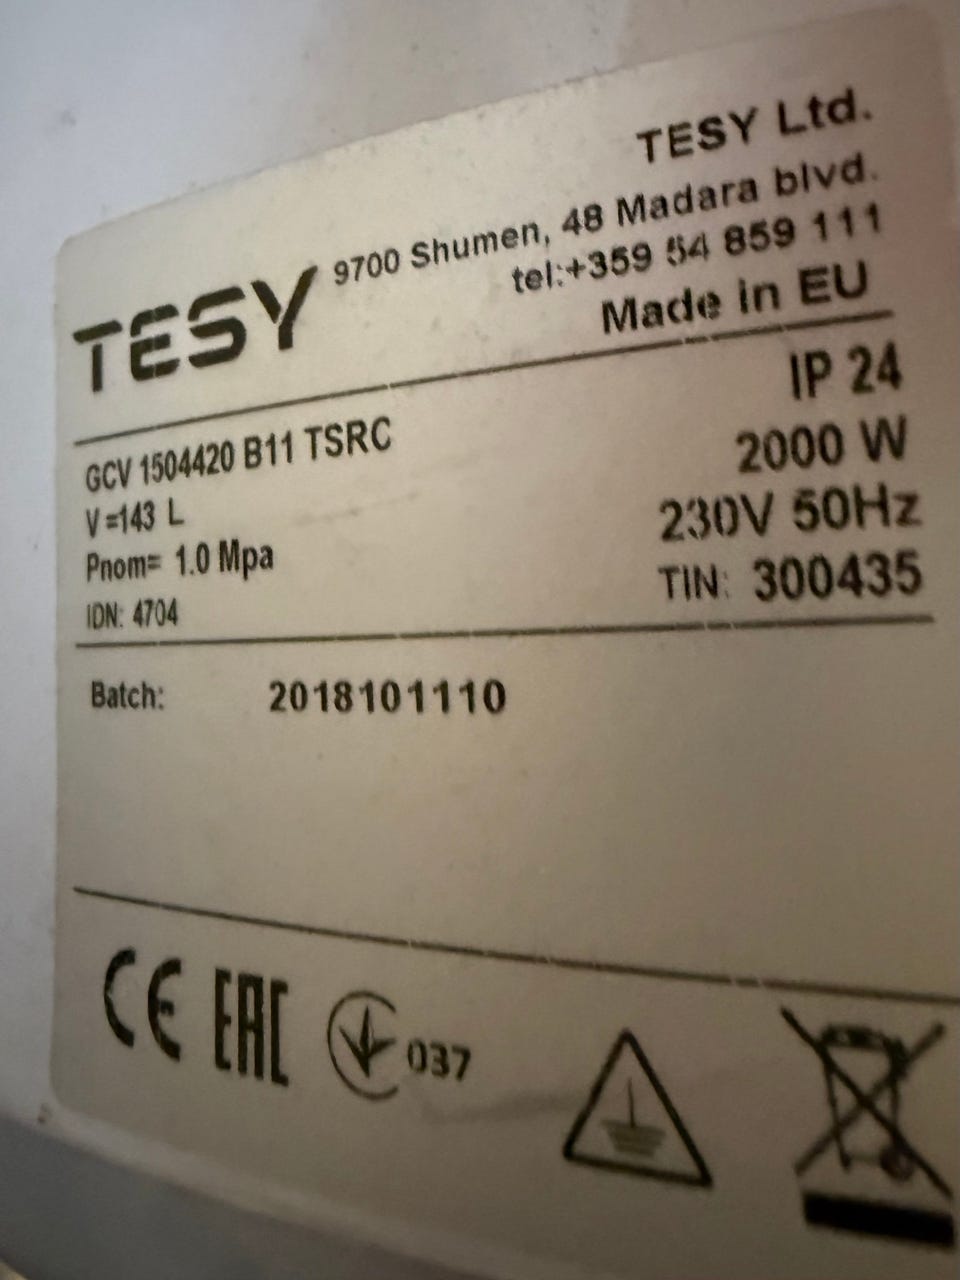 TESY Ltd.
9700 Shumen, 48 Madara blvd.
tel:+359 54 859 111
Made in EU
TESY
GCV 1504420 B11 TSRC
V =143 L
Pnom= 1.0 Mpa
IDN: 4704
IP 24
2000 W
230V 50Hz
TIN: 300435
Batch: 2018101110
CE EAC 037